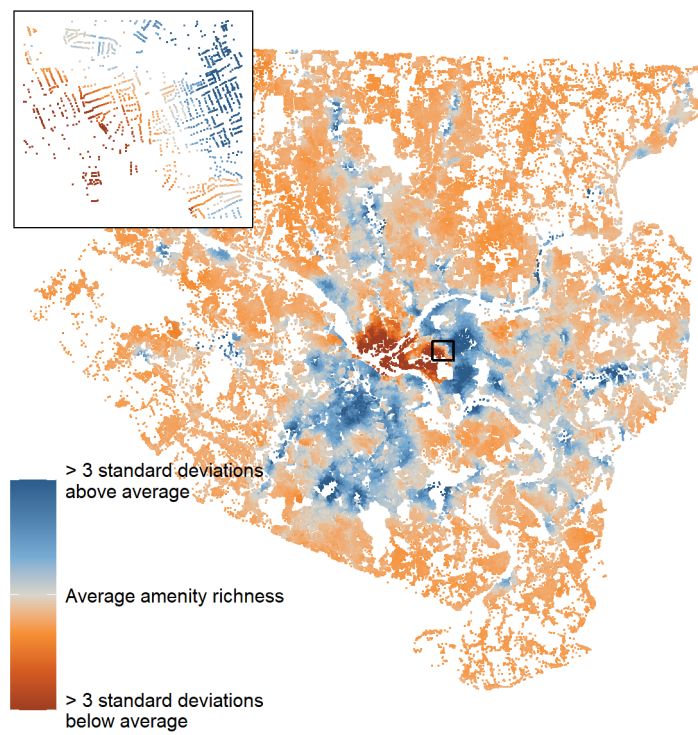 > 3 standard deviations
above average
Average amenity richness
> 3 standard deviations
below average